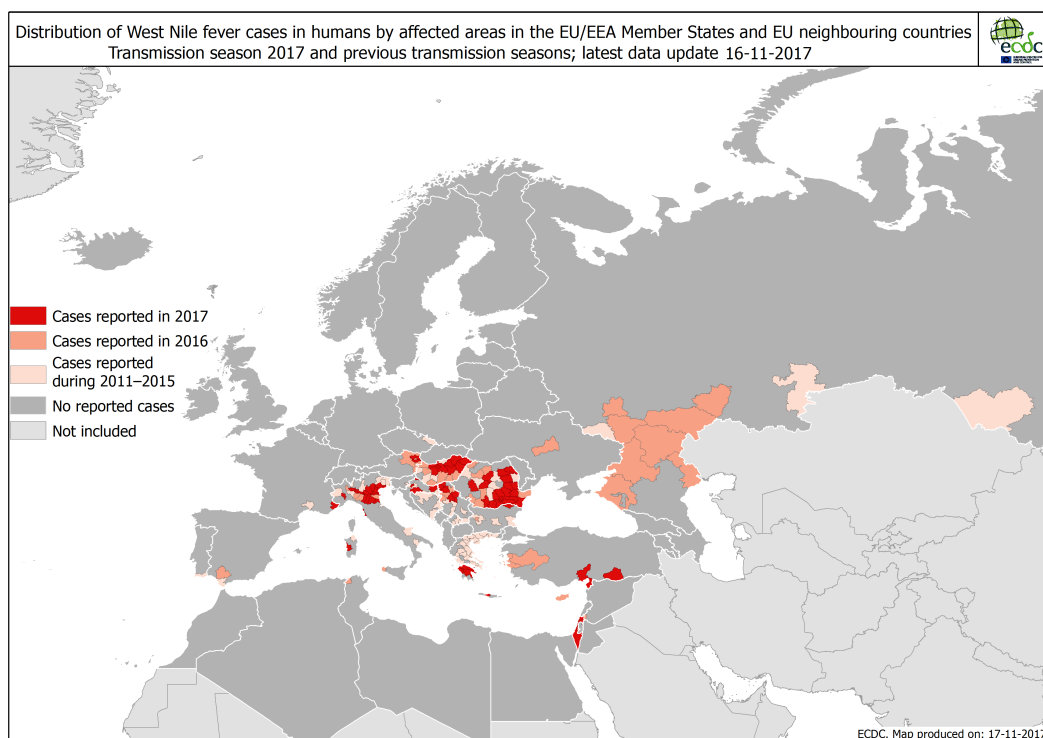 Distribution of West Nile fever cases in humans by affected areas in the EU/EEA Member States and EU neighbouring countries
Transmission season 2017 and previous transmission seasons; latest data update 16-11-2017
ecdc
Cases reported in 2017
Cases reported in 2016
Cases reported
during 2011–2015
No reported cases
Not included
ECDC. Map produced on: 17-11-2017